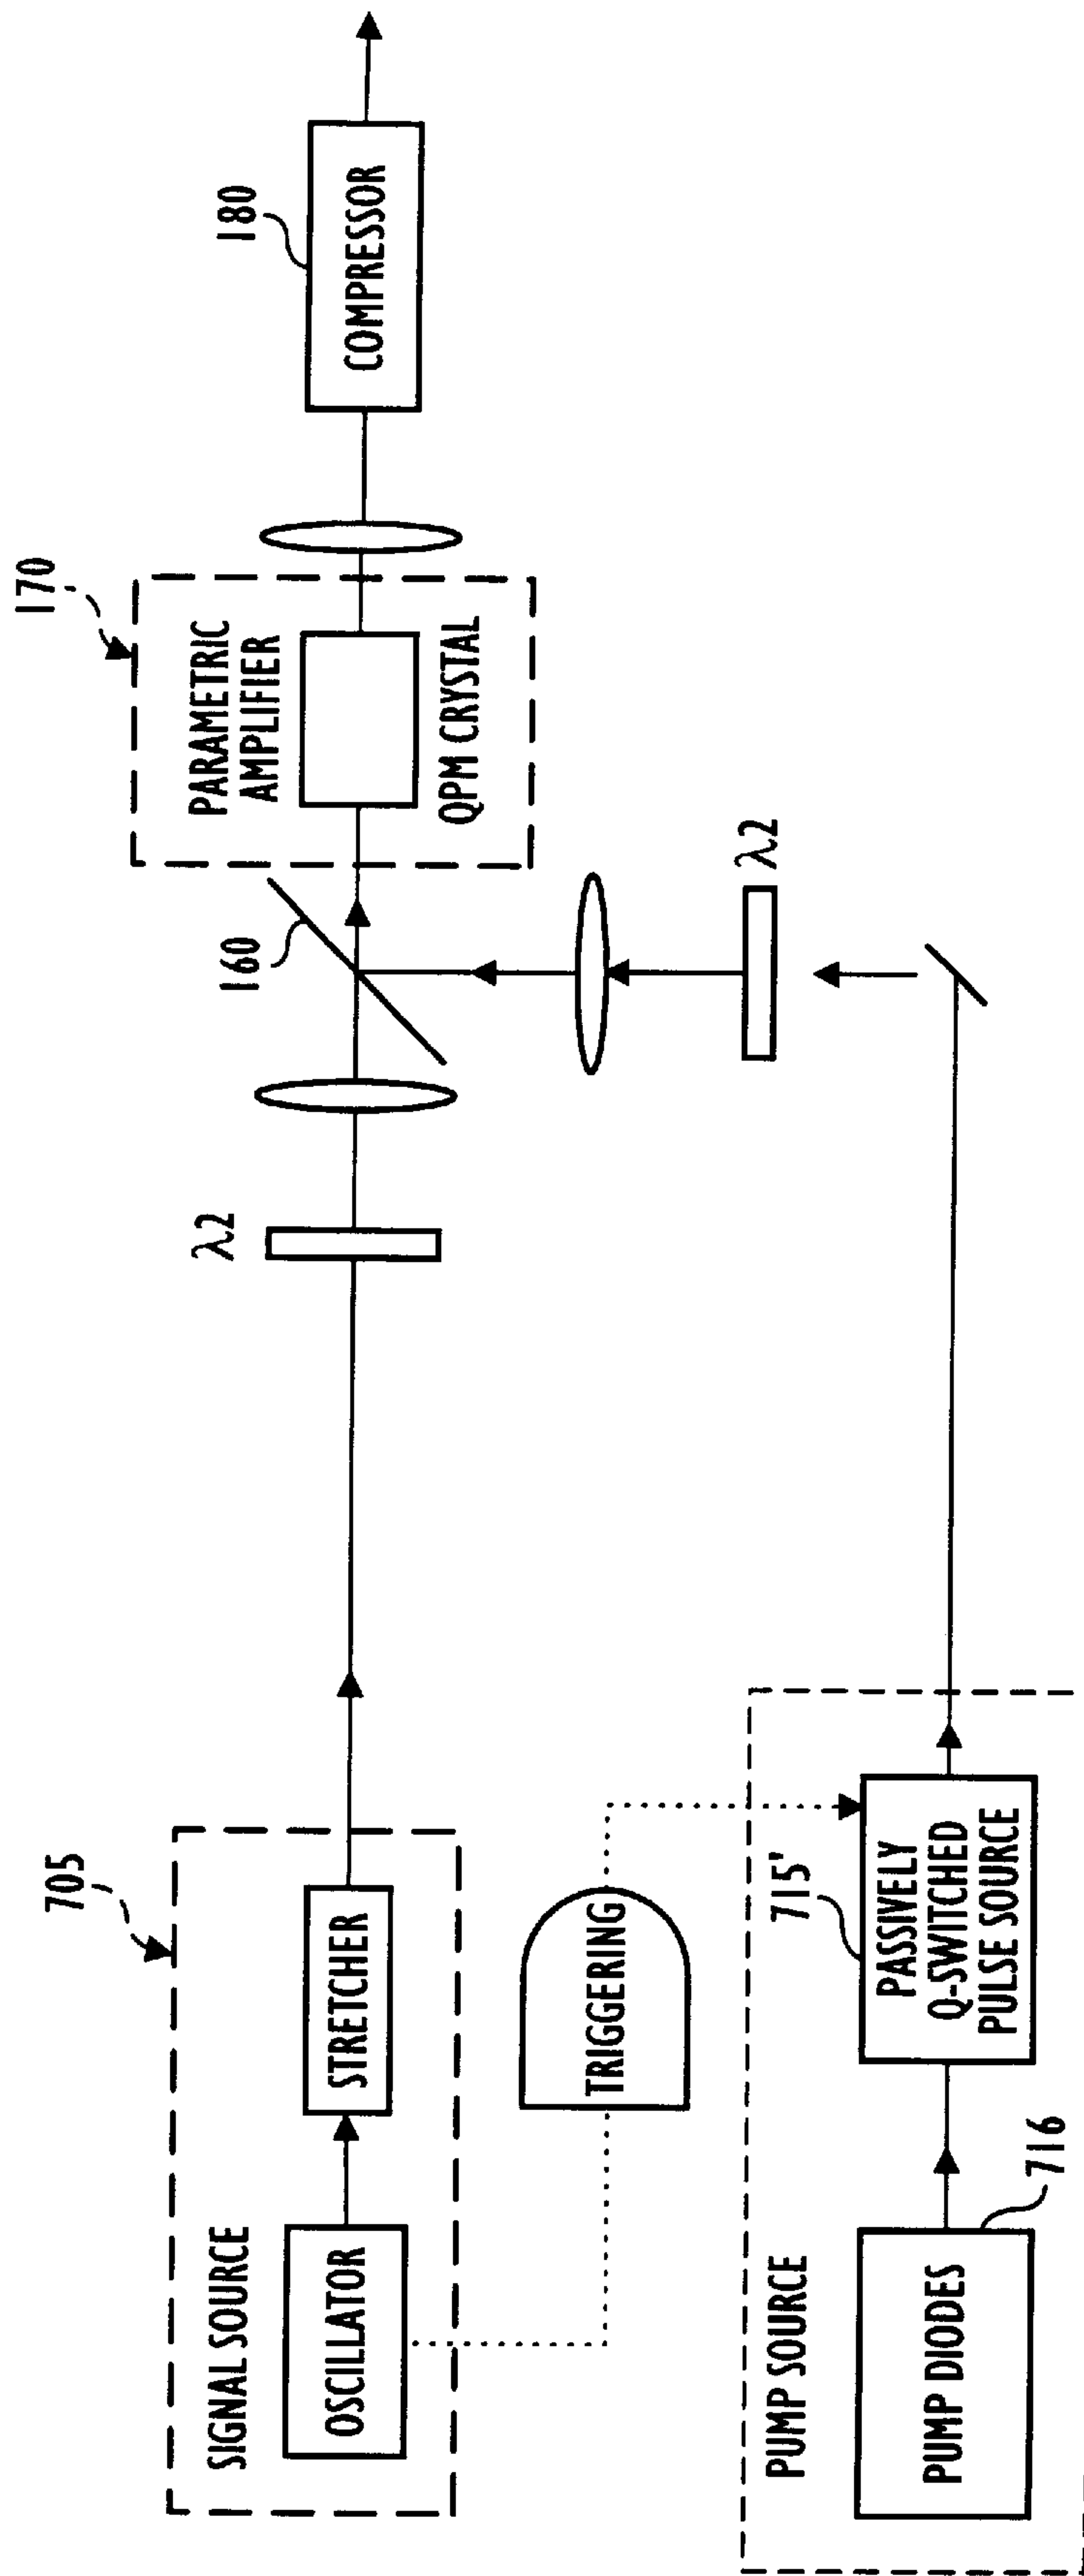 705
SIGNAL SOURCE
OSCILLATOR
STRETCHER
λ2
160
170
PARAMETRIC
AMPLIFIER
QPM CRYSTAL
180
COMPRESSOR
TRIGGERING
λ2
PUMP SOURCE
PUMP DIODES
716
715'
PASSIVELY
Q-SWITCHED
PULSE SOURCE